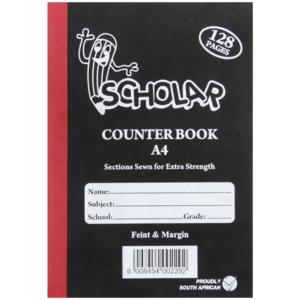 128
PAGES
SCHOLAR
COUNTER BOOK
A4
Sections Sewn for Extra Strength
Name:
Subject:
School: Grade:
Feint & Margin
6 008454 002292
PROUDLY
SOUTH AFRICAN